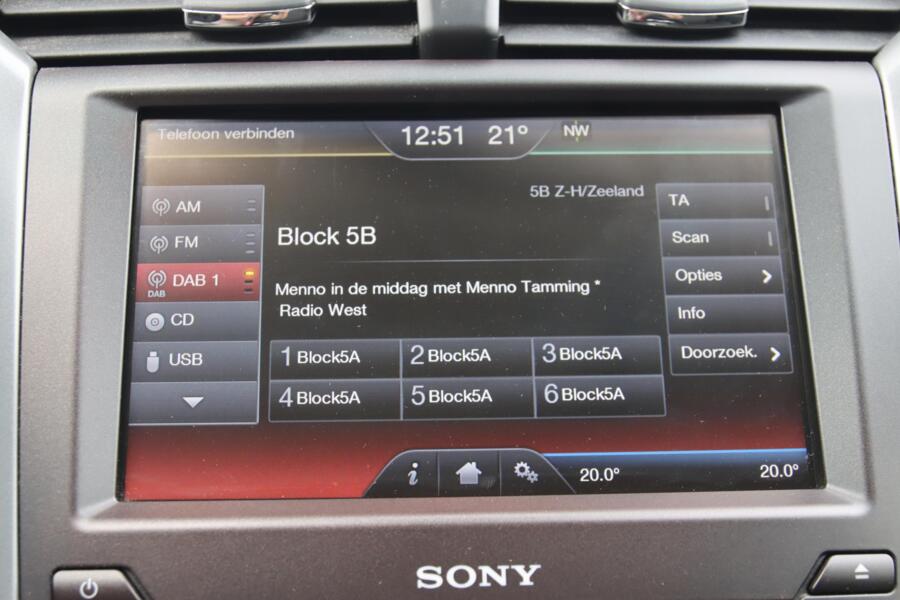 Telefoon verbinden
12:51 21° NW
5B Z-H/Zeeland
AM
FM
DAB 1
DAB
CD
USB
Block 5B
Menno in de middag met Menno Tamming *
Radio West
1 Block5A
2 Block5A
3 Block5A
4 Block5A
5 Block5A
6 Block5A
TA
Scan
Opties
Info
Doorzoek.
i
20.0°
20.0°
SONY